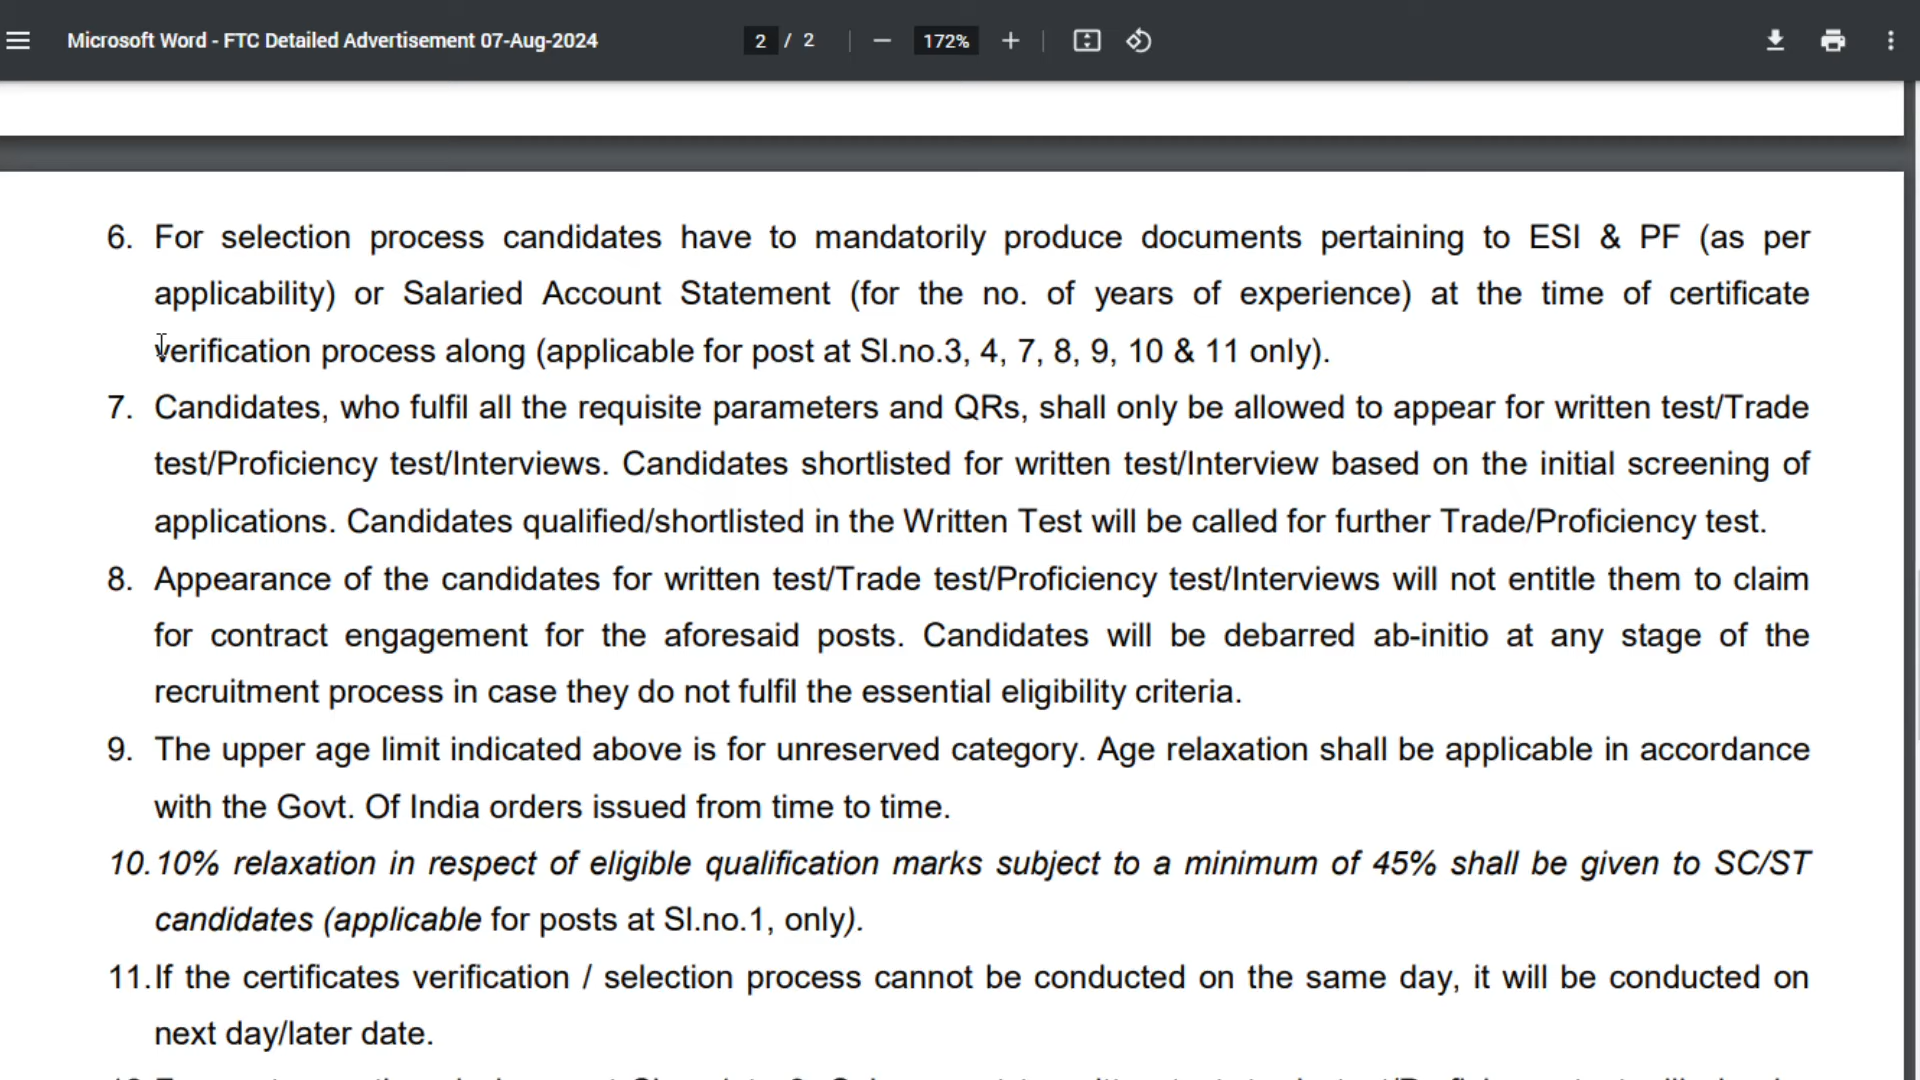 Microsoft Word - FTC Detailed Advertisement 07-Aug-2024 2 / 2 172%
6. For selection process candidates have to mandatorily produce documents pertaining to ESI & PF (as per
applicability) or Salaried Account Statement (for the no. of years of experience) at the time of certificate
verification process along (applicable for post at Sl.no.3, 4, 7, 8, 9, 10 & 11 only).
7. Candidates, who fulfil all the requisite parameters and QRs, shall only be allowed to appear for written test/Trade
test/Proficiency test/Interviews. Candidates shortlisted for written test/Interview based on the initial screening of
applications. Candidates qualified/shortlisted in the Written Test will be called for further Trade/Proficiency test.
8. Appearance of the candidates for written test/Trade test/Proficiency test/Interviews will not entitle them to claim
for contract engagement for the aforesaid posts. Candidates will be debarred ab-initio at any stage of the
recruitment process in case they do not fulfil the essential eligibility criteria.
9. The upper age limit indicated above is for unreserved category. Age relaxation shall be applicable in accordance
with the Govt. Of India orders issued from time to time.
10. 10% relaxation in respect of eligible qualification marks subject to a minimum of 45% shall be given to SC/ST
candidates (applicable for posts at Sl.no.1, only).
11. If the certificates verification / selection process cannot be conducted on the same day, it will be conducted on
next day/later date.